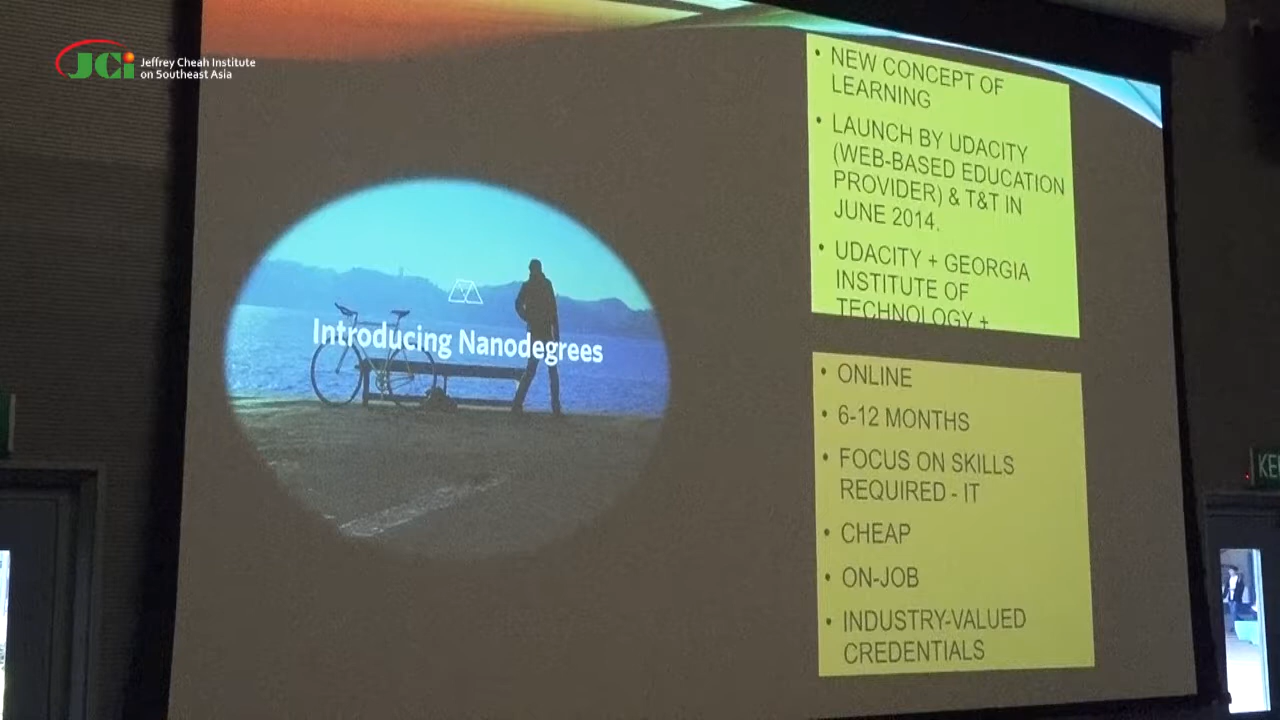 JCi Jeffrey Cheah Institute
on Southeast Asia
Introducing Nanodegrees
• NEW CONCEPT OF
LEARNING
• LAUNCH BY UDACITY
(WEB-BASED EDUCATION
PROVIDER) & T&T IN
JUNE 2014.
• UDACITY + GEORGIA
INSTITUTE OF
TECHNOLOGY +
• ONLINE
• 6-12 MONTHS
• FOCUS ON SKILLS
REQUIRED - IT
• CHEAP
• ON-JOB
• INDUSTRY-VALUED
CREDENTIALS